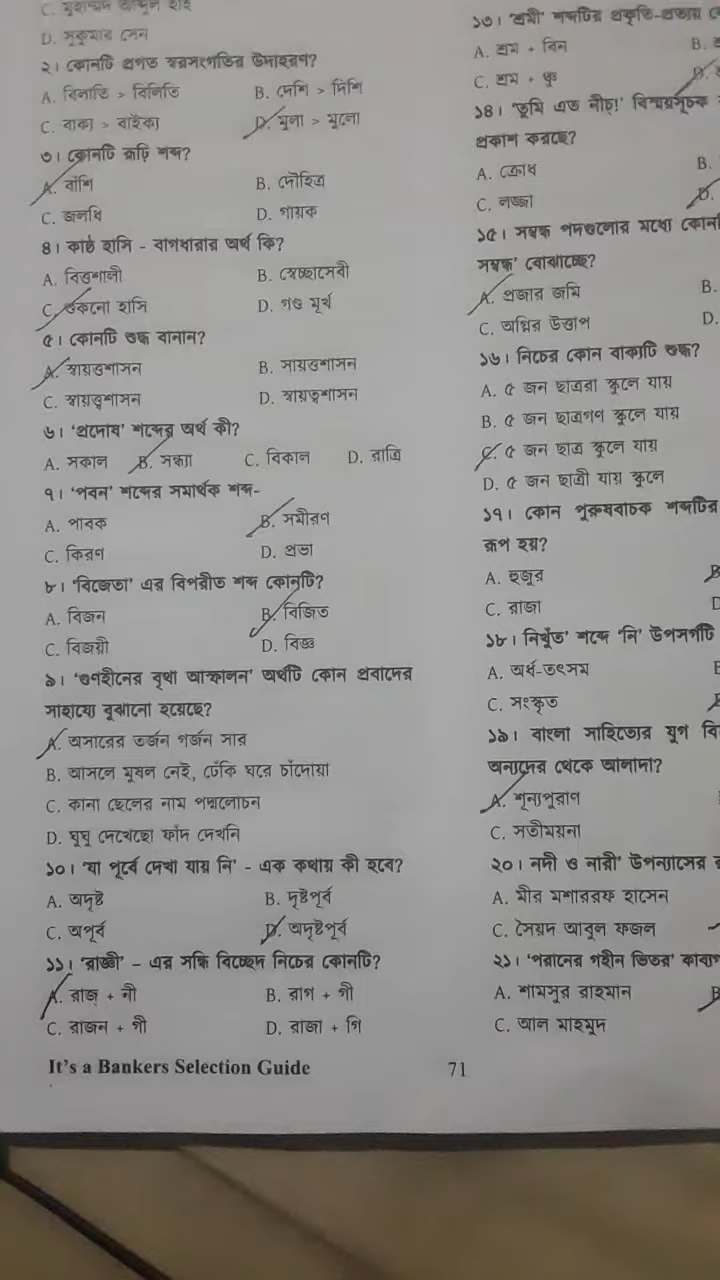 C. মুহাম্মদ আব্দুল হাই
D. সুকুমার সেন
২। কোনটি প্রগত স্বরসংগতির উদাহরণ?
A. বিলাতি > বিলিতি
B. দেশি > দিশি
C. বাক্য > বাইক্য
D. মুলা > মুলো
৩। কোনটি রূঢ়ি শব্দ?
A. বাঁশি
B. দৌহিত্র
C. জলধি
D. গায়ক
৪। কাষ্ঠ হাসি - বাগধারার অর্থ কি?
A. বিত্তশালী
B. স্বেচ্ছাসেবী
C. শুকনো হাসি
D. গণ্ড মূর্খ
৫। কোনটি শুদ্ধ বানান?
A. স্বায়ত্তশাসন
B. সায়ত্তশাসন
C. স্বায়ত্ত্বশাসন
D. স্বায়ত্বশাসন
৬। ‘প্রদোষ’ শব্দের অর্থ কী?
A. সকাল
B. সন্ধ্যা
C. বিকাল
D. রাত্রি
৭। ‘পবন’ শব্দের সমার্থক শব্দ-
A. পাবক
B. সমীরণ
C. কিরণ
D. প্রভা
৮। ‘বিজেতা’ এর বিপরীত শব্দ কোনটি?
A. বিজন
B. বিজিত
C. বিজয়ী
D. বিজ্ঞ
৯। ‘গুণহীনের বৃথা আস্ফালন’ অর্থটি কোন প্রবাদের
সাহায্যে বুঝানো হয়েছে?
A. অসারের তর্জন গর্জন সার
B. আসলে মুষল নেই, ঢেঁকি ঘরে চাঁদোয়া
C. কানা ছেলের নাম পদ্মলোচন
D. ঘুঘু দেখেছো ফাঁদ দেখনি
১০। ‘যা পূর্বে দেখা যায় নি’ - এক কথায় কী হবে?
A. অদৃষ্ট
B. দৃষ্টপূর্ব
C. অপূর্ব
D. অদৃষ্টপূর্ব
১১। ‘রাজ্ঞী’ - এর সন্ধি বিচ্ছেদ নিচের কোনটি?
A. রাজ্ + নী
B. রাগ + গী
C. রাজন + গী
D. রাজা + গি
It's a Bankers Selection Guide
71
১৩। ‘শ্রমী’ শব্দটির প্রকৃতি-প্রত্যয়
A. শ্রম + বিন
B.
C. শ্রম +
D.
১৪। ‘তুমি এত নীচ!’ বিস্ময়সূচক
প্রকাশ করছে?
A. ক্রোধ
B.
C. লজ্জা
D.
১৫। সম্বন্ধ পদগুলোর মধ্যে কোন
সম্বন্ধ’ বোঝাচ্ছে?
A. প্রজার জমি
B.
C. অগ্নির উত্তাপ
D.
১৬। নিচের কোন বাক্যটি শুদ্ধ?
A. ৫ জন ছাত্ররা স্কুলে যায়
B. ৫ জন ছাত্রগণ স্কুলে যায়
C. ৫ জন ছাত্র স্কুলে যায়
D. ৫ জন ছাত্রী যায় স্কুলে
১৭। কোন পুরুষবাচক শব্দটির
রূপ হয়?
A. হুজুর
B
C. রাজা
১৮। নিখুঁত’ শব্দে ‘নি’ উপসর্গটি
A. অর্ধ-তৎসম
C. সংস্কৃত
১৯। বাংলা সাহিত্যের যুগ বি
অন্যদের থেকে আলাদা?
A. শূন্যপুরাণ
C. সতীময়না
২০। নদী ও নারী’ উপন্যাসের
A. মীর মশাররফ হোসেন
C. সৈয়দ আবুল ফজল
২১। ‘পরানের গহীন ভিতর’ কাব্যগ
A. শামসুর রাহমান
B
C. আল মাহমুদ